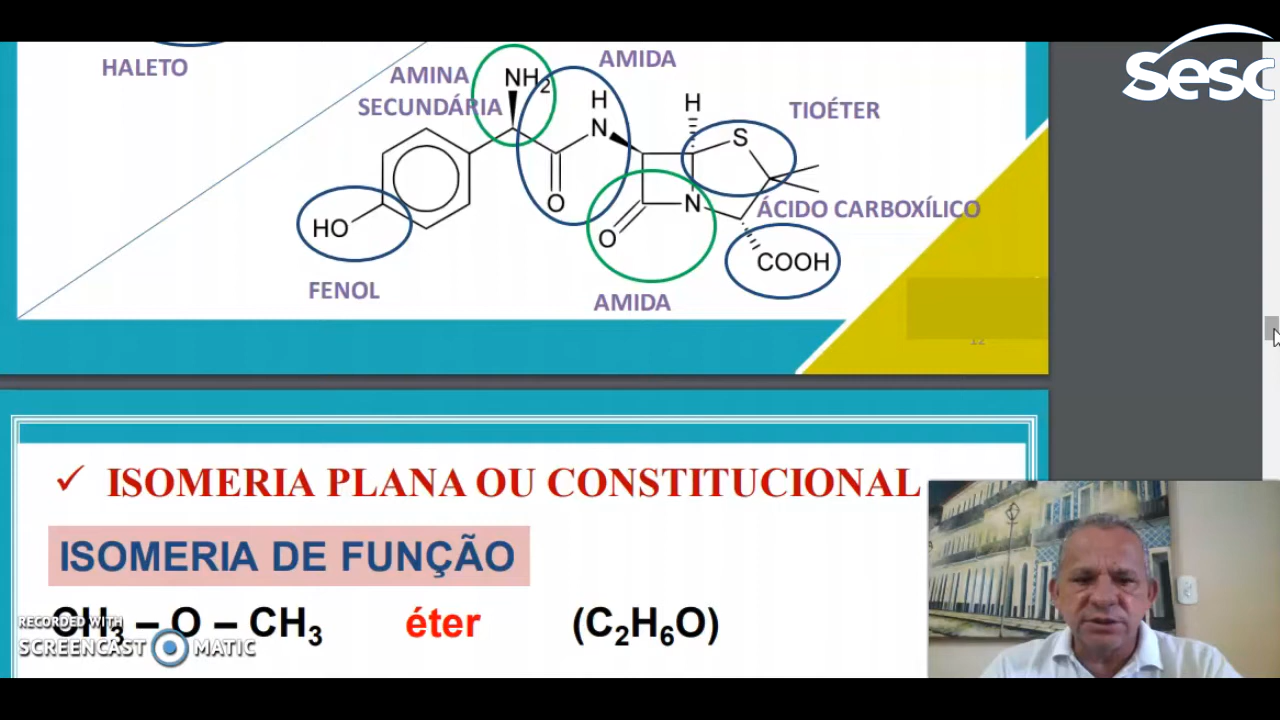 Sesc
HALETO
AMINA
SECUNDÁRIA
NH2
AMIDA
H
N
O
H
S
TIOÉTER
HO
FENOL
O
N
AMIDA
ÁCIDO CARBOXÍLICO
COOH
12
✓ ISOMERIA PLANA OU CONSTITUCIONAL
ISOMERIA DE FUNÇÃO
CH3 – O – CH3 éter (C2H6O)
RECORDED WITH
SCREENCAST MATIC